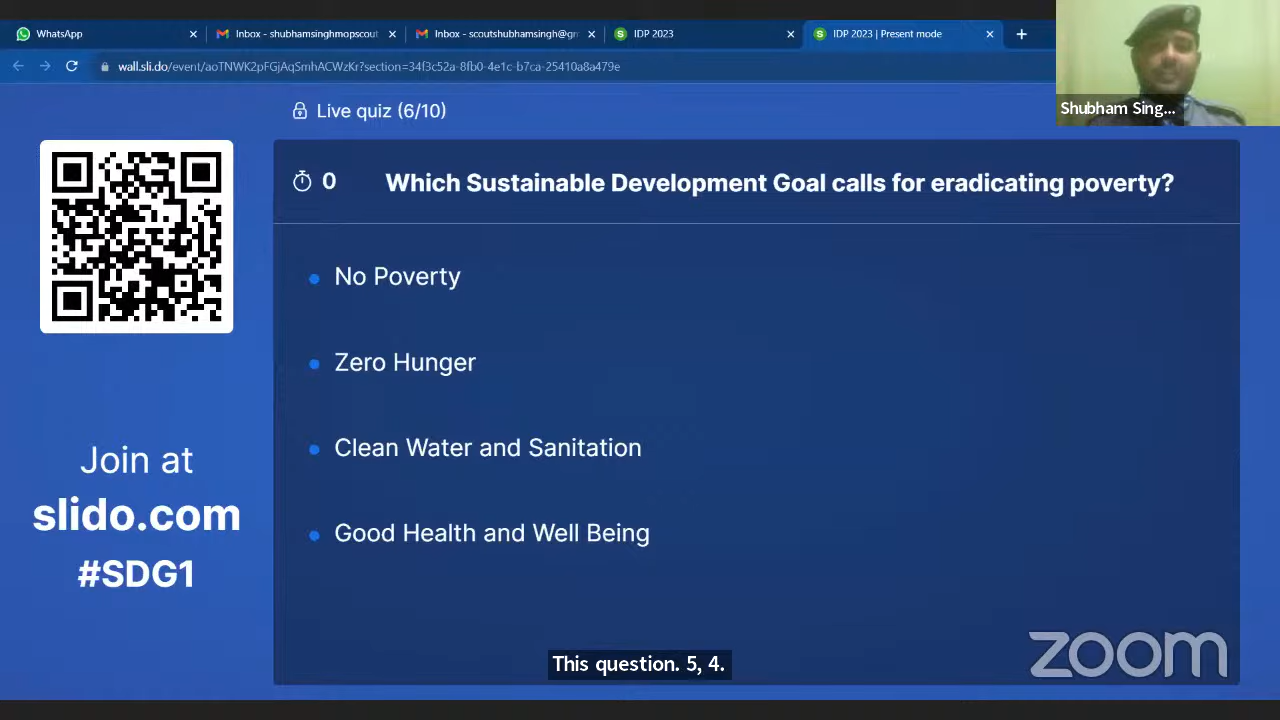 WhatsApp
Inbox - shubhamsinghmopscout
Inbox - scoutshubhamsingh@gm
IDP 2023
IDP 2023 | Present mode
wall.sli.do/event/aoTNWK2pFGjAqSmhACWzKr?section=34f3c52a-8fb0-4e1c-b7ca-25410a8a479e
Shubham Sing...
Live quiz (6/10)
0
Which Sustainable Development Goal calls for eradicating poverty?
No Poverty
Zero Hunger
Clean Water and Sanitation
Good Health and Well Being
Join at
slido.com
#SDG1
This question. 5, 4.
zoom